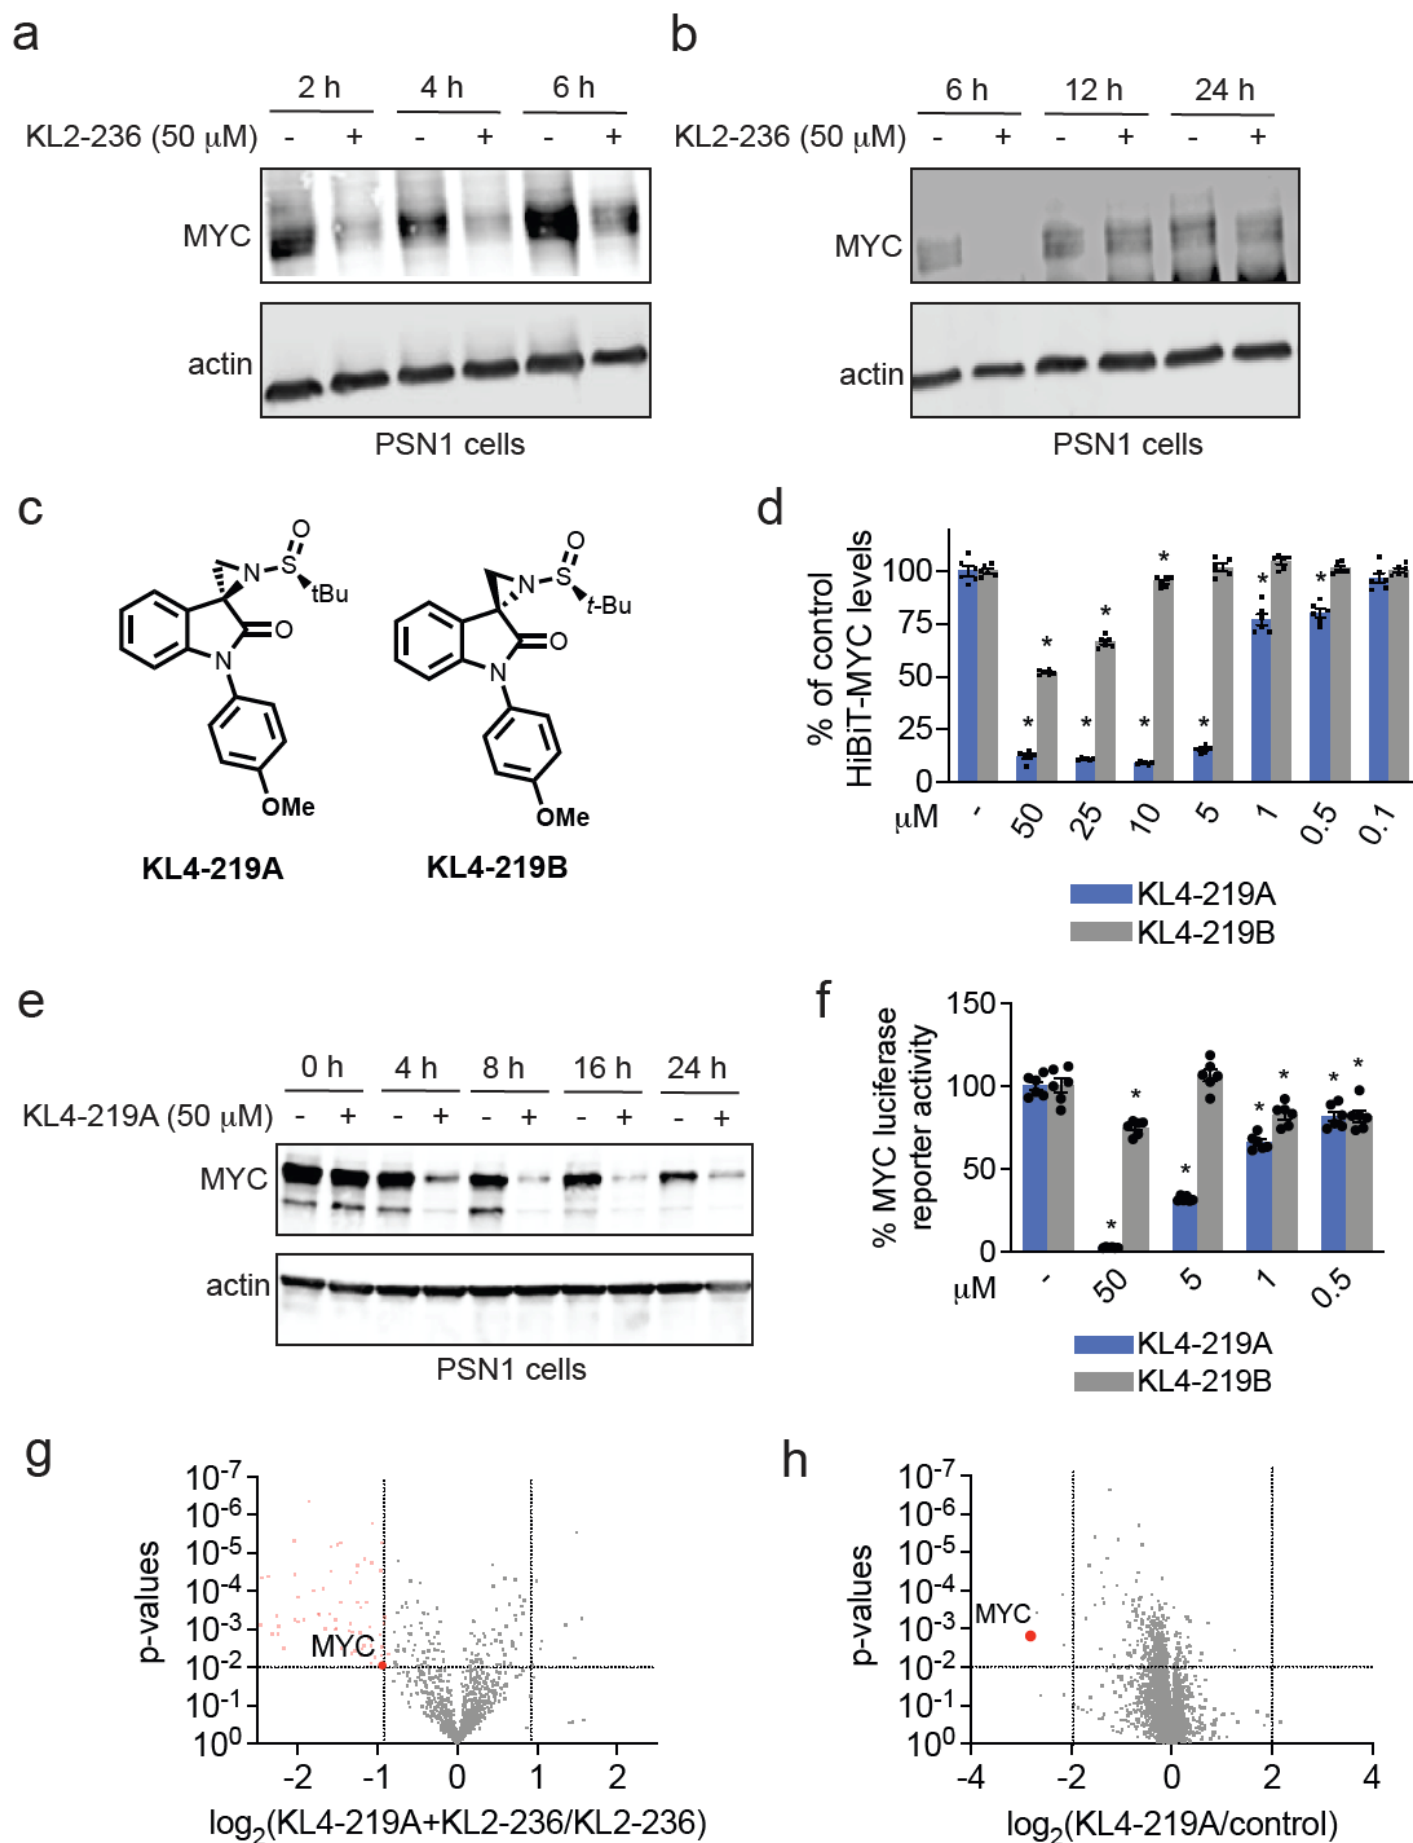 a
2 h 4 h 6 h
KL2-236 (50 μM) - + - + - +
MYC
actin
PSN1 cells
b
6 h 12 h 24 h
KL2-236 (50 μM) - + - + - +
MYC
actin
PSN1 cells
c
O
N S
tBu
O
N
OMe
KL4-219A
O
N S
t-Bu
O
N
OMe
KL4-219B
d
% of control
HiBiT-MYC levels
100
75
50
25
0
* * * * * * * * *
μM - 50 25 10 5 1 0.5 0.1
KL4-219A
KL4-219B
e
0 h 4 h 8 h 16 h 24 h
KL4-219A (50 μM) - + - + - + - + - +
MYC
actin
PSN1 cells
f
% MYC luciferase
reporter activity
150
100
50
0
* * * * * * *
μM - 50 5 1 0.5
KL4-219A
KL4-219B
g
p-values
10-7
10-6
10-5
10-4
10-3
10-2
10-1
100
MYC
-2 -1 0 1 2
log2(KL4-219A+KL2-236/KL2-236)
h
p-values
10-7
10-6
10-5
10-4
10-3
10-2
10-1
100
MYC
-4 -2 0 2 4
log2(KL4-219A/control)